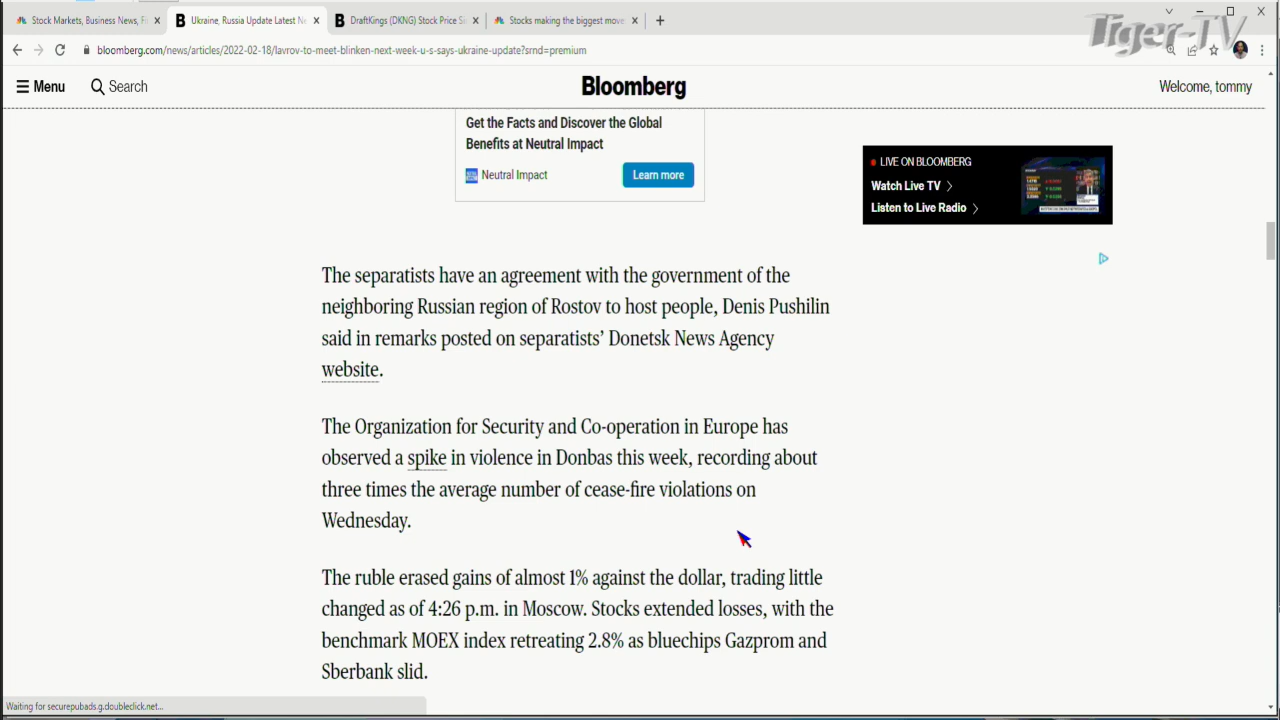 Stock Markets, Business News, Fi
Ukraine, Russia Update Latest Ne
DraftKings (DKNG) Stock Price Si
Stocks making the biggest move
Tiger-TV
bloomberg.com/news/articles/2022-02-18/lavrov-to-meet-blinken-next-week-u-s-says-ukraine-update?srnd=premium
Menu
Search
Bloomberg
Welcome, tommy
Get the Facts and Discover the Global
Benefits at Neutral Impact
Neutral Impact
Learn more
LIVE ON BLOOMBERG
Watch Live TV
Listen to Live Radio
The separatists have an agreement with the government of the
neighboring Russian region of Rostov to host people, Denis Pushilin
said in remarks posted on separatists’ Donetsk News Agency
website.
The Organization for Security and Co-operation in Europe has
observed a spike in violence in Donbas this week, recording about
three times the average number of cease-fire violations on
Wednesday.
The ruble erased gains of almost 1% against the dollar, trading little
changed as of 4:26 p.m. in Moscow. Stocks extended losses, with the
benchmark MOEX index retreating 2.8% as bluechips Gazprom and
Sberbank slid.
Waiting for securepubads.g.doubleclick.net...